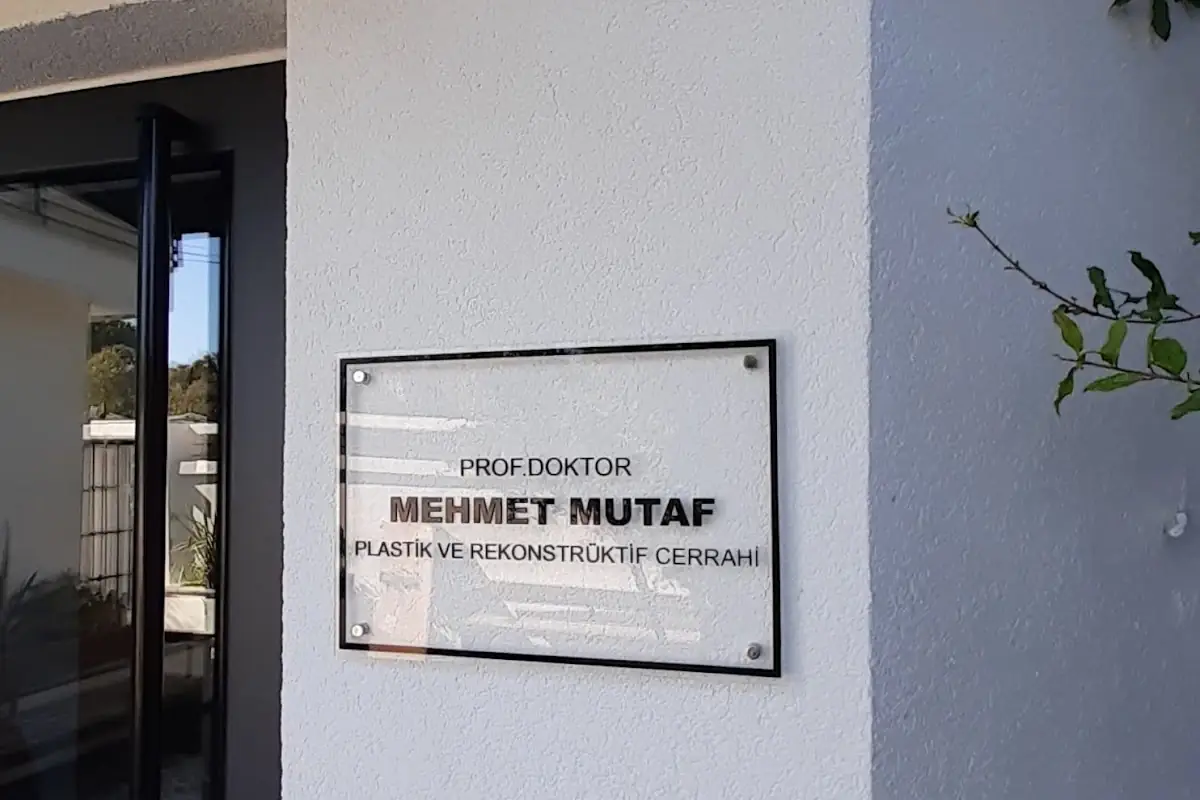 PROF.DOKTOR
MEHMET MUTAF
PLASTİK VE REKONSTRÜKTİF CERRAHİ